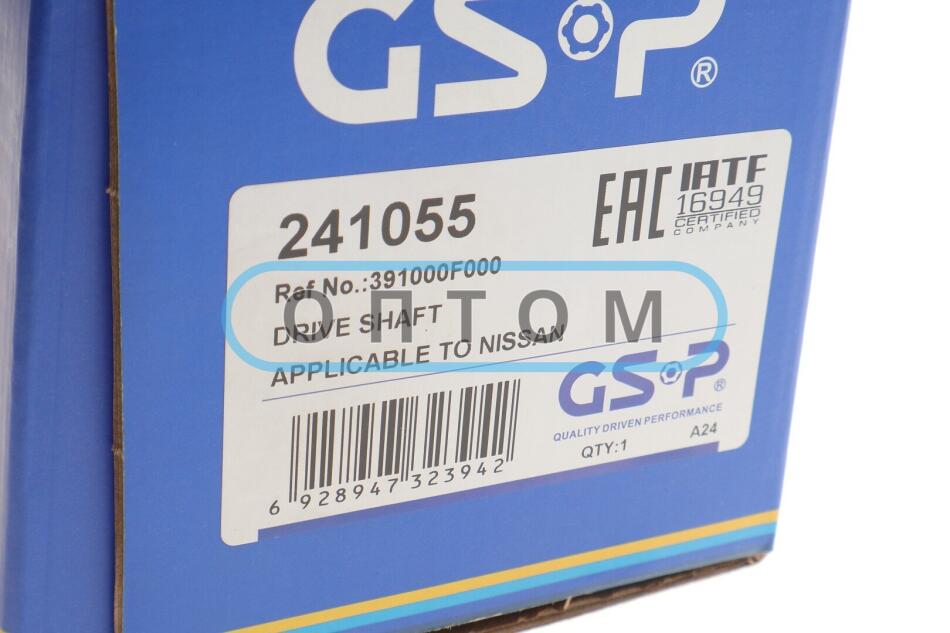 GSP®
241055
EAC
IATF
16949
CERTIFIED
COMPANY
Ref No.:391000F000
ОПТОМ
DRIVE SHAFT
APPLICABLE TO NISSAN
GSP®
QUALITY DRIVEN PERFORMANCE
QTY:1 A24
6 928947 323942